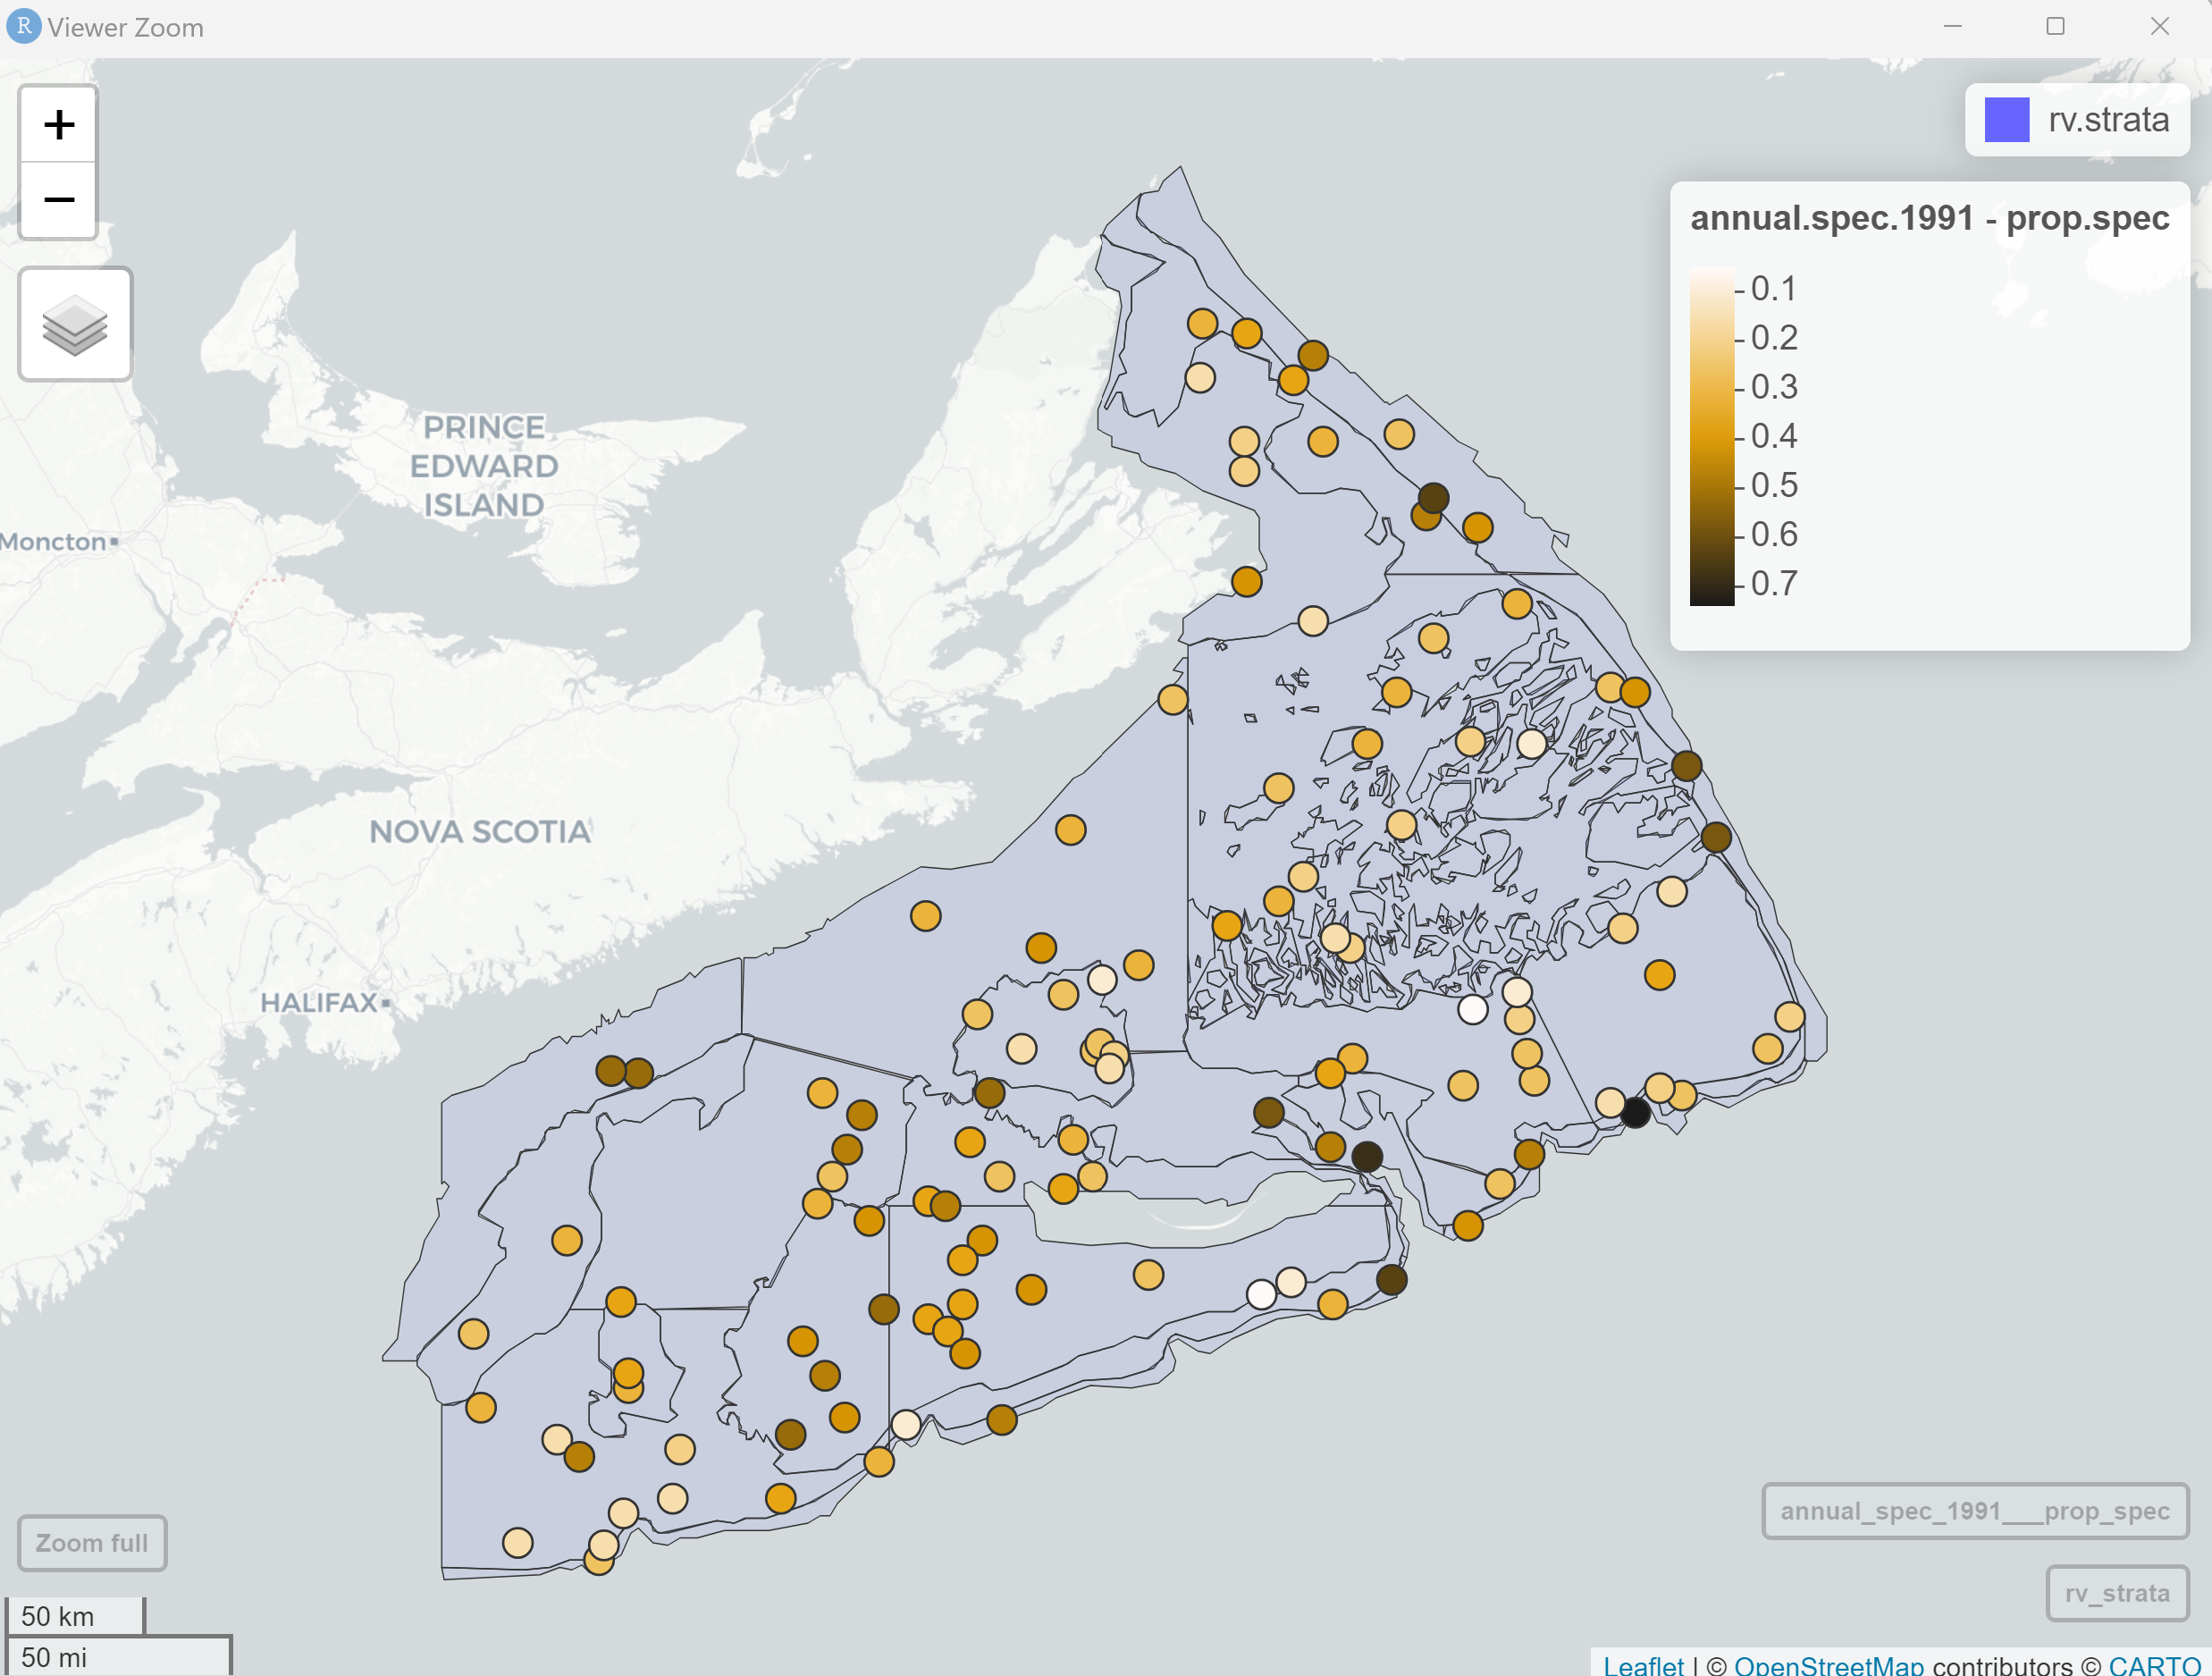 R Viewer Zoom
+
−
rv.strata
annual.spec.1991 - prop.spec
0.1
0.2
0.3
0.4
0.5
0.6
0.7
PRINCE
EDWARD
ISLAND
Moncton
NOVA SCOTIA
HALIFAX
annual_spec_1991___prop_spec
Zoom full
rv_strata
50 km
50 mi
Leaflet | © OpenStreetMap contributors © CARTO